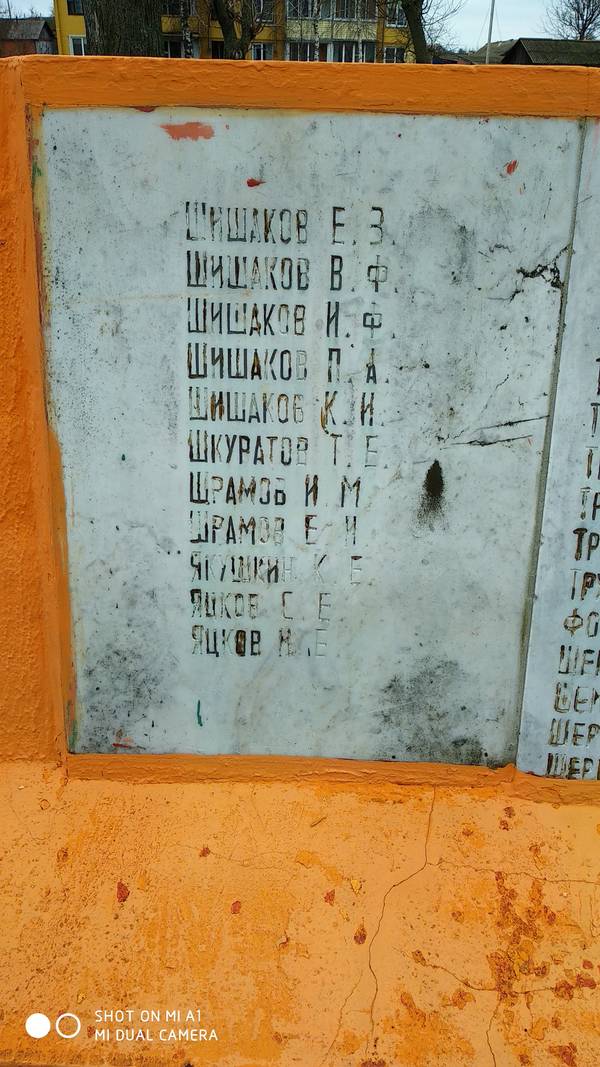 ШИШАКОВ Е. З.
ШИШАКОВ В. Ф.
ШИШАКОВ И. Ф.
ШИШАКОВ П. А.
ШИШАКОВ К. И.
ШКУРАТОВ Т. Е.
ШРАМОВ И. М
ШРАМОВ Е. И
ЯКУШКИН К. Е.
ЯЦКОВ С. Е
ЯЦКОВ Н. Е
SHOT ON MI A1
MI DUAL CAMERA